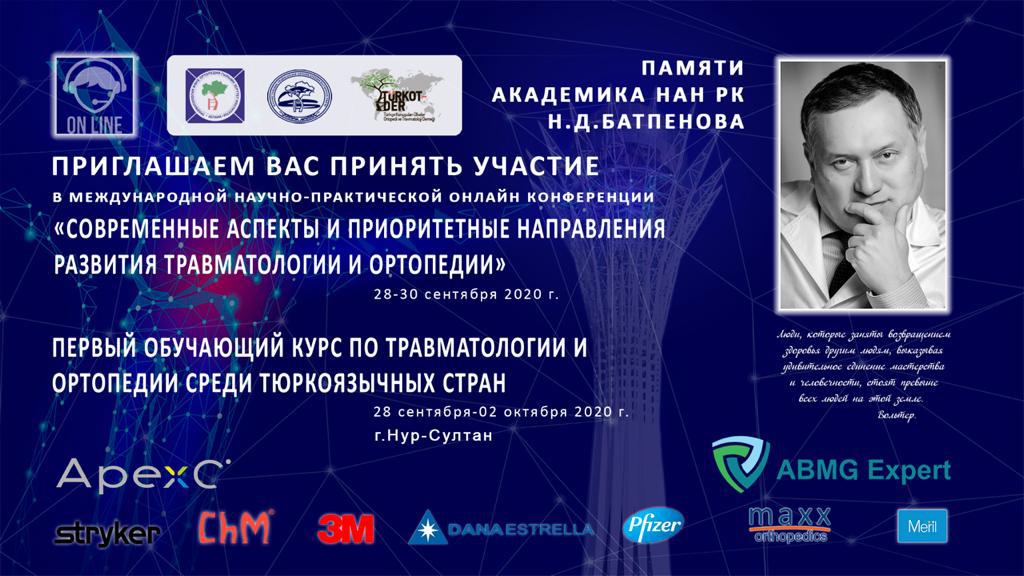 ON LINE
TURKOT
EDER
ПАМЯТИ
АКАДЕМИКА НАН РК
Н.Д.БАТПЕНОВА
ПРИГЛАШАЕМ ВАС ПРИНЯТЬ УЧАСТИЕ
В МЕЖДУНАРОДНОЙ НАУЧНО-ПРАКТИЧЕСКОЙ ОНЛАЙН КОНФЕРЕНЦИИ
«СОВРЕМЕННЫЕ АСПЕКТЫ И ПРИОРИТЕТНЫЕ НАПРАВЛЕНИЯ
РАЗВИТИЯ ТРАВМАТОЛОГИИ И ОРТОПЕДИИ»
28-30 сентября 2020 г.
ПЕРВЫЙ ОБУЧАЮЩИЙ КУРС ПО ТРАВМАТОЛОГИИ И
ОРТОПЕДИИ СРЕДИ ТЮРКОЯЗЫЧНЫХ СТРАН
28 сентября-02 октября 2020 г.
г.Нур-Султан
Люди, которые заняты возвращением
здоровья другим людям, выказывая
удивительное единение мастерства
и человечности, стоят превыше
всех людей на этой земле.
Вольтер.
ApexC
ABMG Expert
stryker
ChM
3M
DANAESTRELLA
Pfizer
maxx
orthopedics
Meril